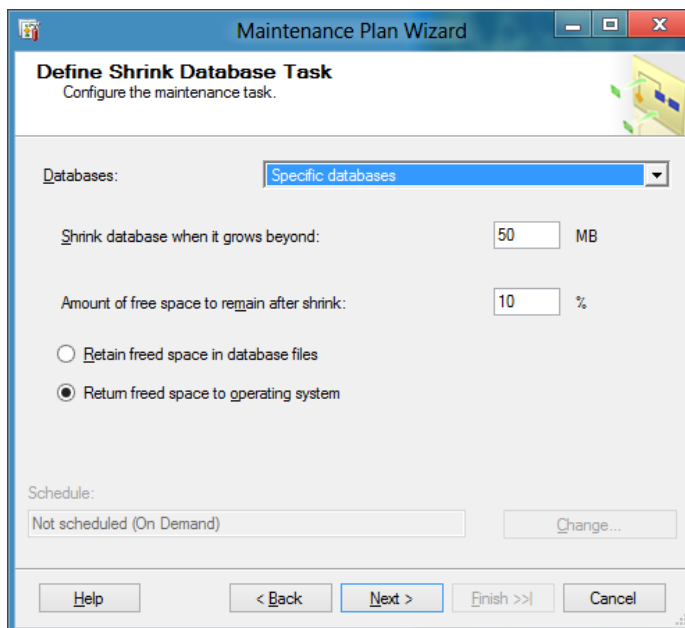 Maintenance Plan Wizard
Define Shrink Database Task
Configure the maintenance task.
Databases: Specific databases
Shrink database when it grows beyond: 50 MB
Amount of free space to remain after shrink: 10 %
Retain freed space in database files
Return freed space to operating system
Schedule:
Not scheduled (On Demand) Change...
Help < Back Next > Finish >>| Cancel